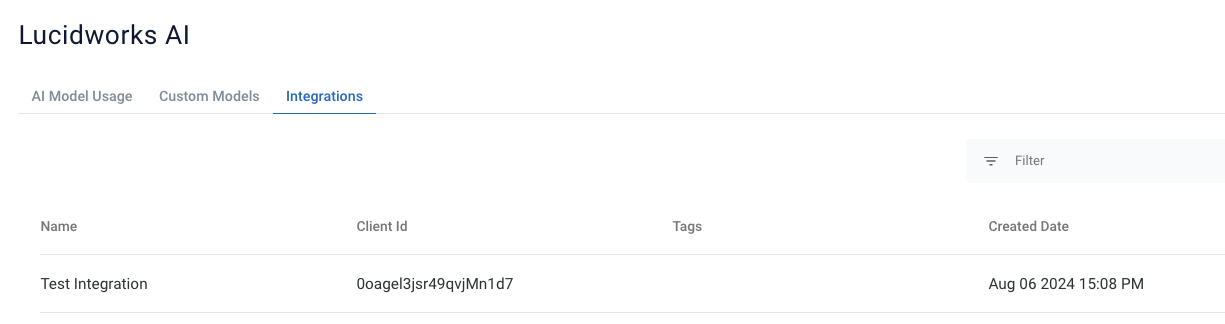 Lucidworks AI
AI Model Usage Custom Models Integrations
Filter
Name Client Id Tags Created Date
Test Integration 0oagel3jsr49qvjMn1d7 Aug 06 2024 15:08 PM